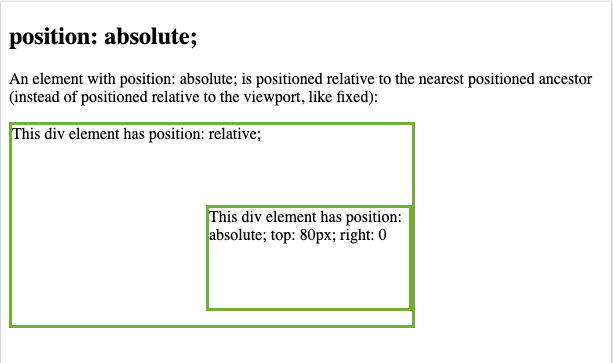 position: absolute;
An element with position: absolute; is positioned relative to the nearest positioned ancestor
(instead of positioned relative to the viewport, like fixed):
This div element has position: relative;
This div element has position:
absolute; top: 80px; right: 0